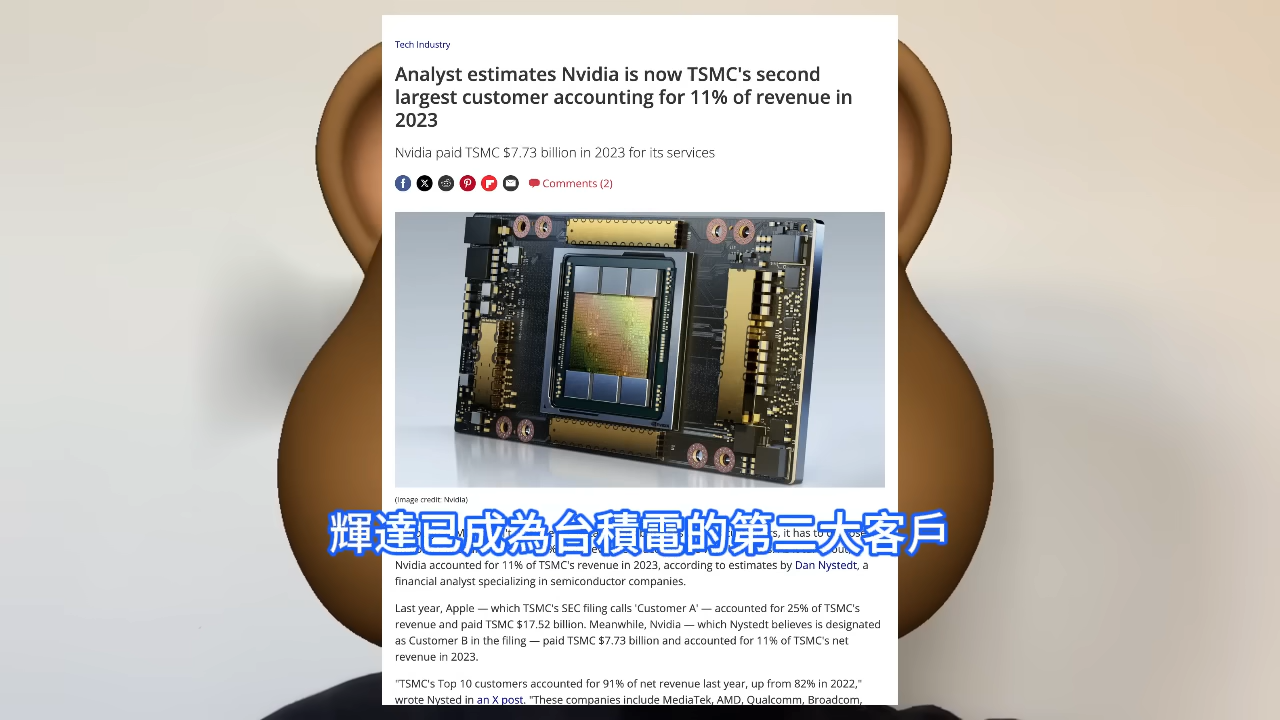 Tech Industry
Analyst estimates Nvidia is now TSMC's second
largest customer accounting for 11% of revenue in
2023
Nvidia paid TSMC $7.73 billion in 2023 for its services
Comments (2)
(Image credit: Nvidia)
輝達已成為台積電的第二大客戶
it has to
Nvidia accounted for 11% of TSMC's revenue in 2023, according to estimates by Dan Nystedt, a
financial analyst specializing in semiconductor companies.
Last year, Apple — which TSMC's SEC filing calls 'Customer A' — accounted for 25% of TSMC's
revenue and paid TSMC $17.52 billion. Meanwhile, Nvidia — which Nystedt believes is designated
as Customer B in the filing — paid TSMC $7.73 billion and accounted for 11% of TSMC's net
revenue in 2023.
"TSMC's Top 10 customers accounted for 91% of net revenue last year, up from 82% in 2022,"
wrote Nysted in an X post. "These companies include MediaTek, AMD, Qualcomm, Broadcom,